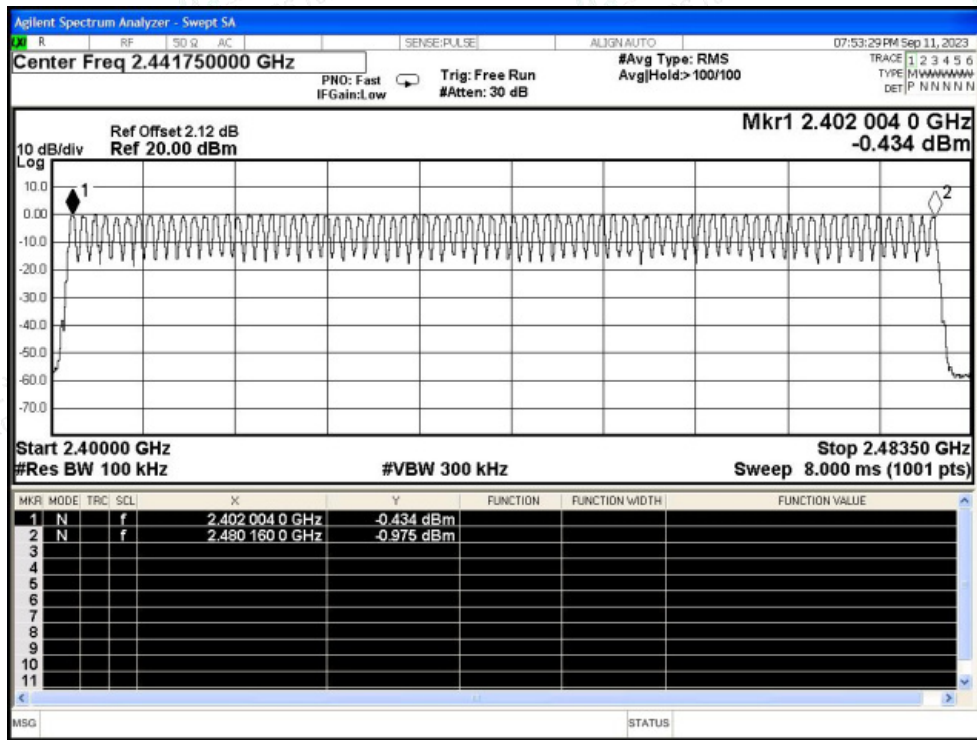 Agilent Spectrum Analyzer - Swept SA
R RF 50 Ω AC SENSE:PULSE ALIGN AUTO 07:53:29 PM Sep 11, 2023
Center Freq 2.441750000 GHz
PNO: Fast
IFGain:Low
Trig: Free Run
#Atten: 30 dB
#Avg Type: RMS
Avg|Hold:>100/100
TRACE 1 2 3 4 5 6
TYPE MWWWWW
DET P N N N N N
Mkr1 2.402 004 0 GHz
-0.434 dBm
Ref Offset 2.12 dB
10 dB/div Ref 20.00 dBm
Log
10.0
1
2
0.00
-10.0
-20.0
-30.0
-40.0
-50.0
-60.0
-70.0
Start 2.40000 GHz Stop 2.48350 GHz
#Res BW 100 kHz #VBW 300 kHz Sweep 8.000 ms (1001 pts)
MKR MODE TRC SCL X Y FUNCTION FUNCTION WIDTH FUNCTION VALUE
1 N f 2.402 004 0 GHz -0.434 dBm
2 N f 2.480 160 0 GHz -0.975 dBm
3
4
5
6
7
8
9
10
11
MSG STATUS